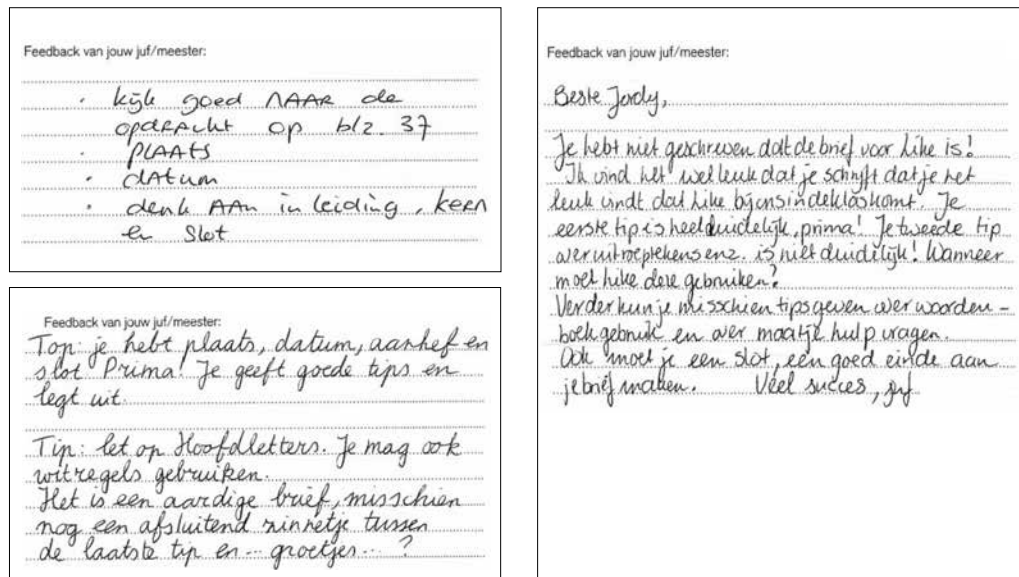 Feedback van jouw juf/meester:
· kijk goed NAAR de
opdRACht op blz. 37
· PLAAts
· dAtum
· denk AAn inleiding, kern
en Slot
Feedback van jouw juf/meester:
Top: je hebt plaats, datum, aanhef en
slot Prima! Je geeft goede tips en
legt uit.
Tip: let op Hoofdletters. Je mag ook
witregels gebruiken.
Het is een aardige brief, misschien
nog een afsluitend zinnetje tussen
de laatste tip en ... groetjes ... ?
Feedback van jouw juf/meester:
Beste Jordy,
Je hebt niet geschreven dat de brief voor Hike is!
Ik vind het wel leuk dat je schrijft dat je het
leuk vindt dat Hike bij ons in de klas komt. Je
eerste tip is heel duidelijk, prima! Je tweede tip
over uitroeptekens enz. is niet duidelijk! Wanneer
moet Hike deze gebruiken?
Verder kun je misschien tips geven over woorden-
boek gebruik en over maatje hulp vragen.
Ook moet je een slot, een goed einde aan
je brief maken. Veel succes, juf